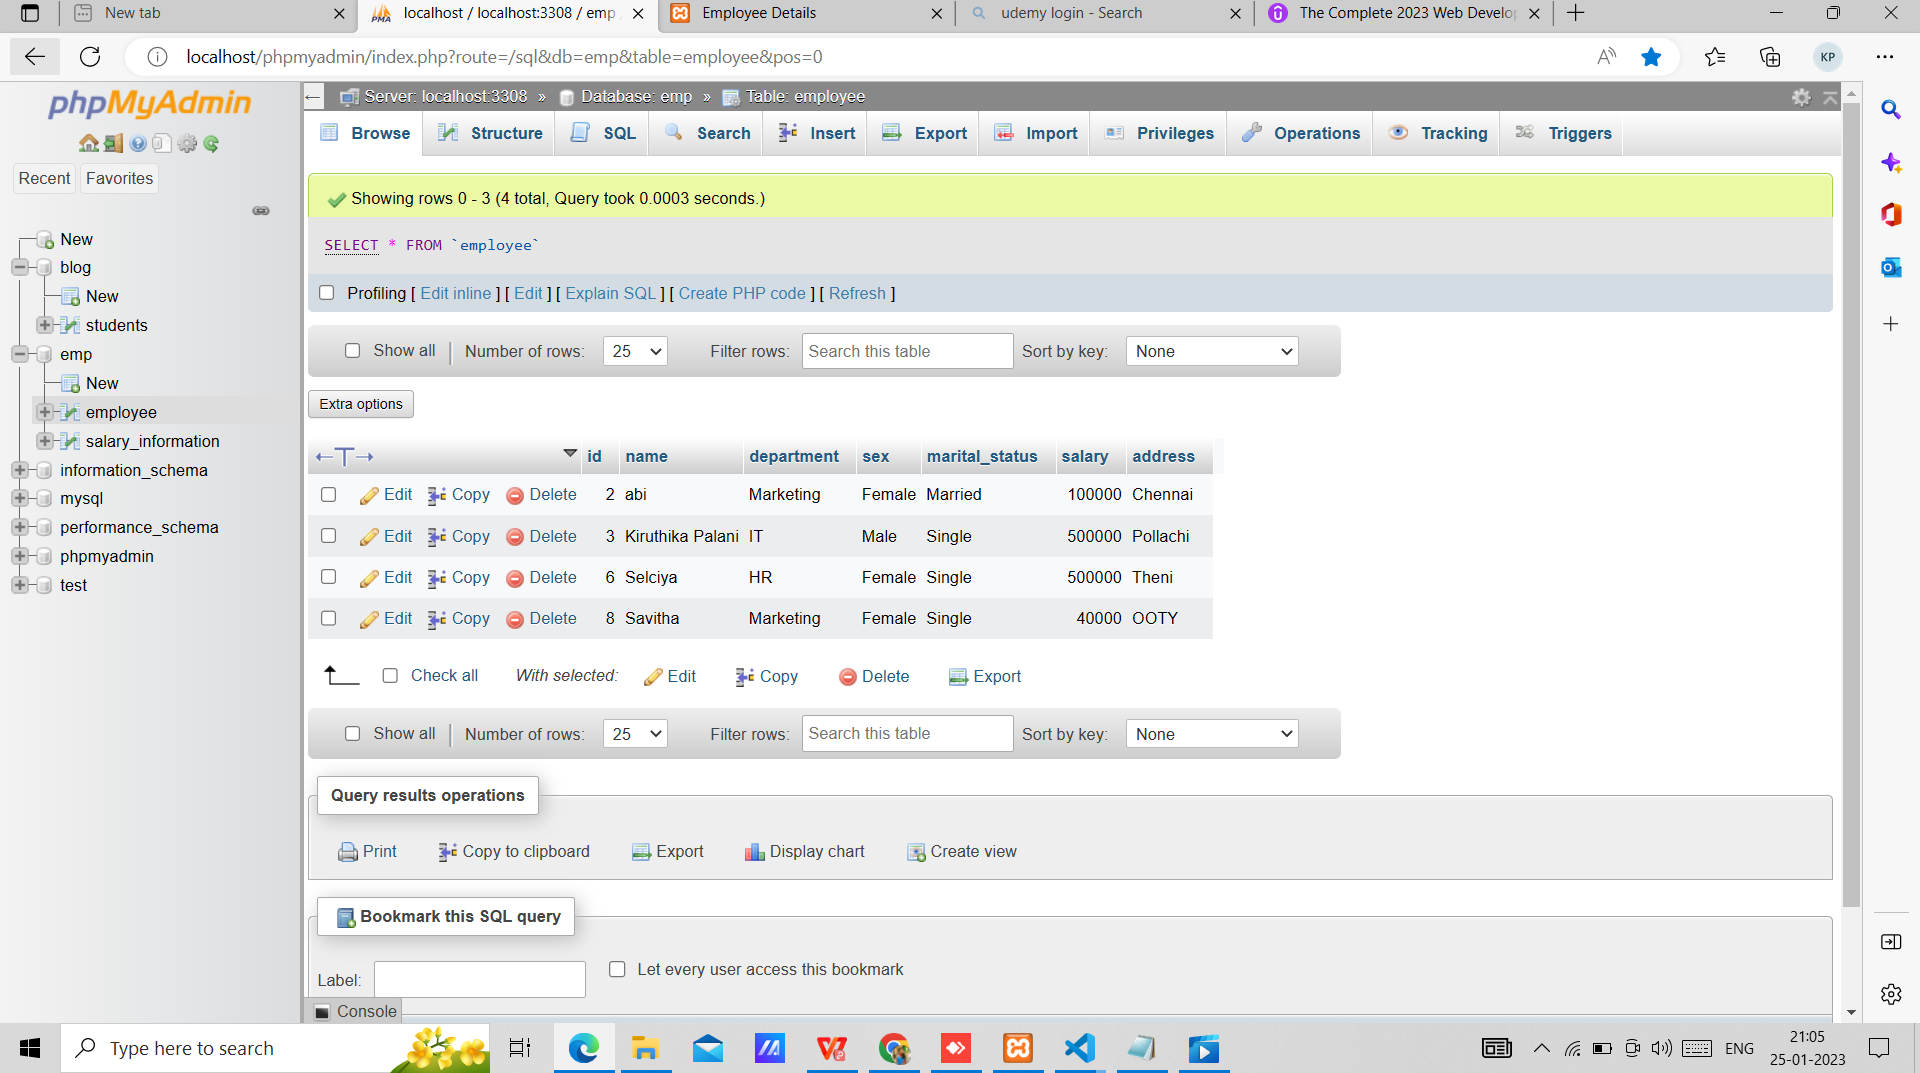 New tab
localhost / localhost:3308 / emp
Employee Details
udemy login - Search
The Complete 2023 Web Develo
localhost/phpmyadmin/index.php?route=/sql&db=emp&table=employee&pos=0
KP
phpMyAdmin
Recent Favorites
New
blog
New
students
emp
New
employee
salary_information
information_schema
mysql
performance_schema
phpmyadmin
test
Server: localhost:3308 » Database: emp » Table: employee
Browse Structure SQL Search Insert Export Import Privileges Operations Tracking Triggers
Showing rows 0 - 3 (4 total, Query took 0.0003 seconds.)
SELECT * FROM `employee`
Profiling [ Edit inline ] [ Edit ] [ Explain SQL ] [ Create PHP code ] [ Refresh ]
Show all Number of rows: 25 Filter rows: Search this table Sort by key: None
Extra options
←T→ id name department sex marital_status salary address
Edit Copy Delete 2 abi Marketing Female Married 100000 Chennai
Edit Copy Delete 3 Kiruthika Palani IT Male Single 500000 Pollachi
Edit Copy Delete 6 Selciya HR Female Single 500000 Theni
Edit Copy Delete 8 Savitha Marketing Female Single 40000 OOTY
Check all With selected: Edit Copy Delete Export
Show all Number of rows: 25 Filter rows: Search this table Sort by key: None
Query results operations
Print Copy to clipboard Export Display chart Create view
Bookmark this SQL query
Label: Let every user access this bookmark
Console
Type here to search
ENG
21:05
25-01-2023